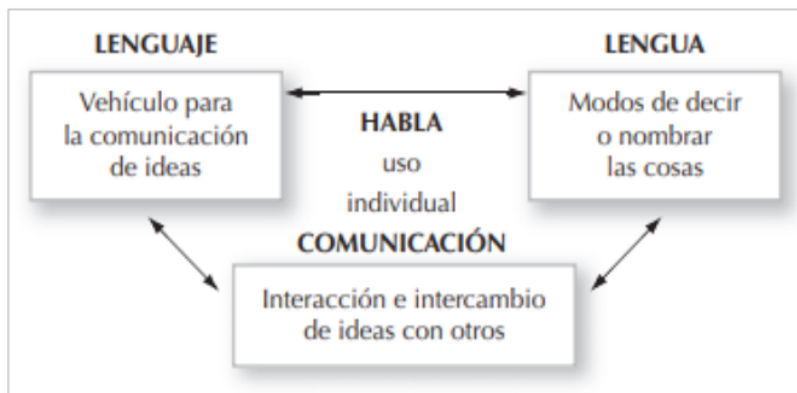 LENGUAJE
Vehículo para
la comunicación
de ideas
LENGUA
Modos de decir
o nombrar
las cosas
HABLA
uso
individual
COMUNICACIÓN
Interacción e intercambio
de ideas con otros